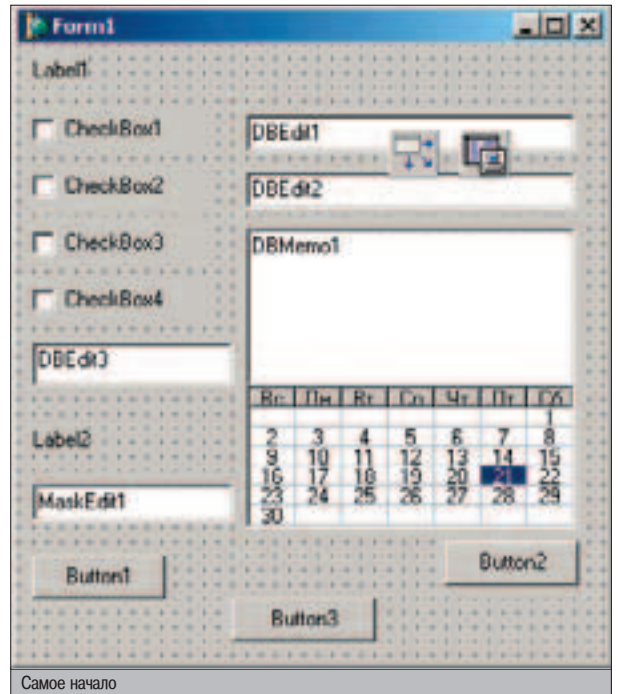 Form1
Label1
CheckBox1
DBEdit1
CheckBox2
DBEdit2
CheckBox3
DBMemo1
CheckBox4
DBEdit3
Вс Пн Вт Ср Чт Пт Сб
1
Label2
2 3 4 5 6 7 8
9 10 11 12 13 14 15
16 17 18 19 20 21 22
MaskEdit1
23 24 25 26 27 28 29
30
Button1
Button2
Button3
Самое начало